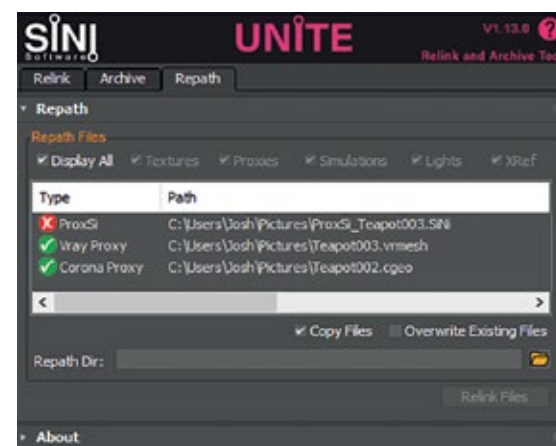 SiNi
Software
UNiTE
V1.13.0 ?
Relink and Archive Too
Relink Archive Repath
Repath
Repath Files
Display All Textures Proxies Simulations Lights XRef
Type Path
ProxSi C:\Users\Josh\Pictures\ProxSi_Teapot003.SiNi
Vray Proxy C:\Users\Josh\Pictures\Teapot003.vrmesh
Corona Proxy C:\Users\Josh\Pictures\Teapot002.cgeo
Copy Files Overwrite Existing Files
Repath Dir:
Relink Files
About